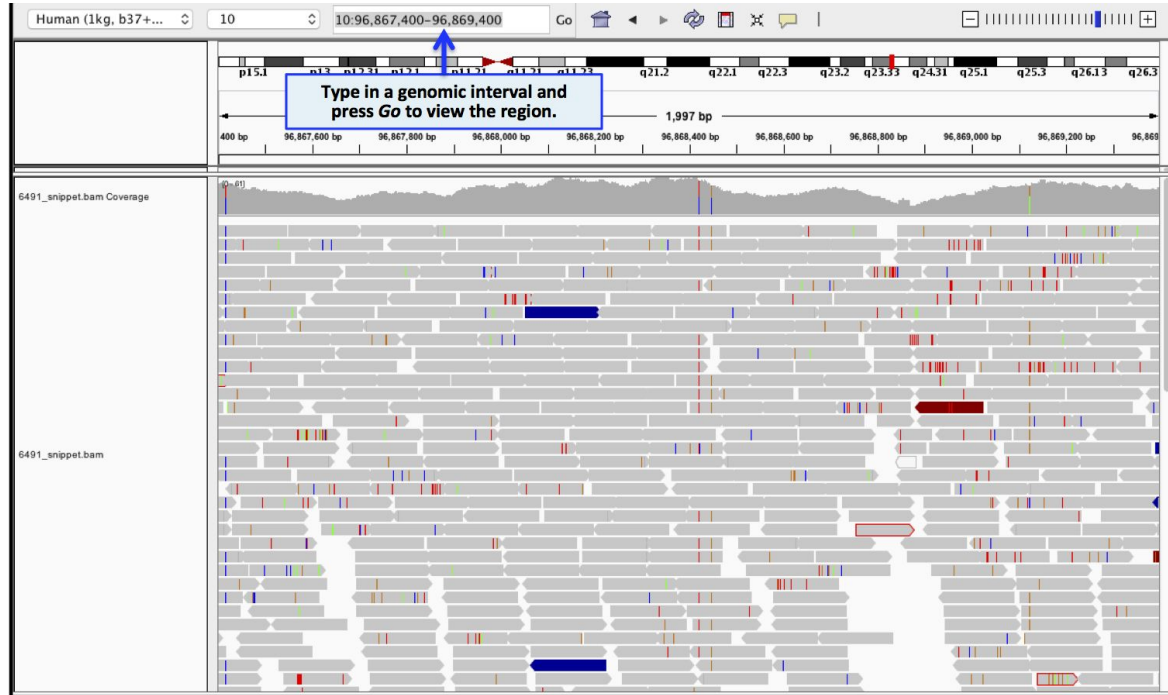 Human (1kg, b37+... 10 10:96,867,400-96,869,400 Go
p15.1 p13 p12.31 p12.1 p11.21 q11.21 q11.23 q21.2 q22.1 q22.3 q23.2 q23.33 q24.31 q25.1 q25.3 q26.13 q26.3
Type in a genomic interval and
press Go to view the region.
1,997 bp
400 bp 96,867,600 bp 96,867,800 bp 96,868,000 bp 96,868,200 bp 96,868,400 bp 96,868,600 bp 96,868,800 bp 96,869,000 bp 96,869,200 bp 96,869
[0 - 61]
6491_snippet.bam Coverage
6491_snippet.bam